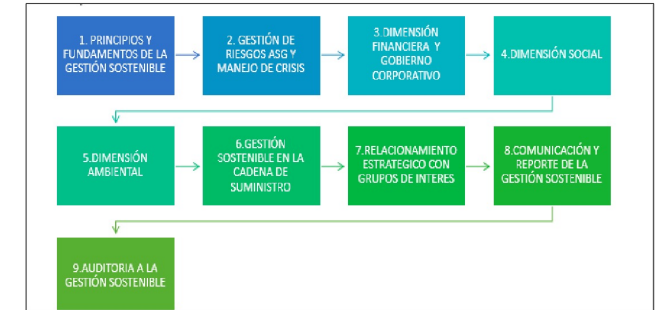 1. PRINCIPIOS Y
FUNDAMENTOS DE LA
GESTIÓN SOSTENIBLE
2. GESTIÓN DE
RIESGOS ASG Y
MANEJO DE CRISIS
3.DIMENSIÓN
FINANCIERA Y
GOBIERNO
CORPORATIVO
4.DIMENSIÓN SOCIAL
5.DIMENSIÓN
AMBIENTAL
6.GESTIÓN
SOSTENIBLE EN LA
CADENA DE
SUMINISTRO
7.RELACIONAMIENTO
ESTRATEGICO CON
GRUPOS DE INTERES
8.COMUNICACIÓN Y
REPORTE DE LA
GESTIÓN SOSTENIBLE
9.AUDITORIA A LA
GESTIÓN SOSTENIBLE